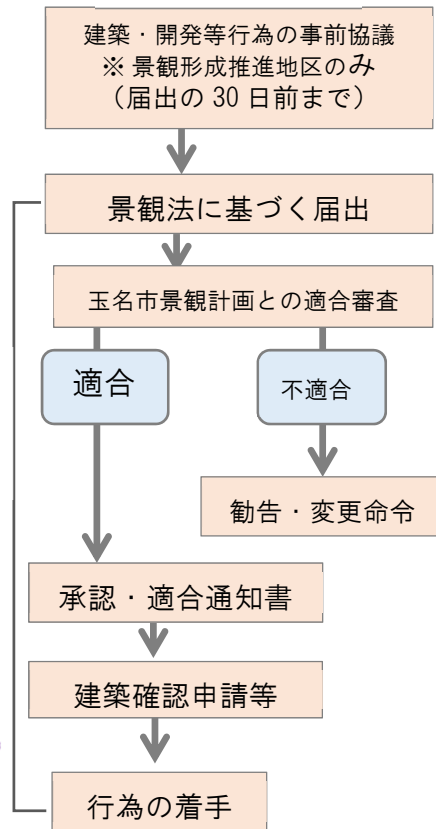 建築・開発等行為の事前協議
※ 景観形成推進地区のみ
（届出の 30 日前まで）
景観法に基づく届出
玉名市景観計画との適合審査
適合
不適合
勧告・変更命令
承認・適合通知書
建築確認申請等
行為の着手